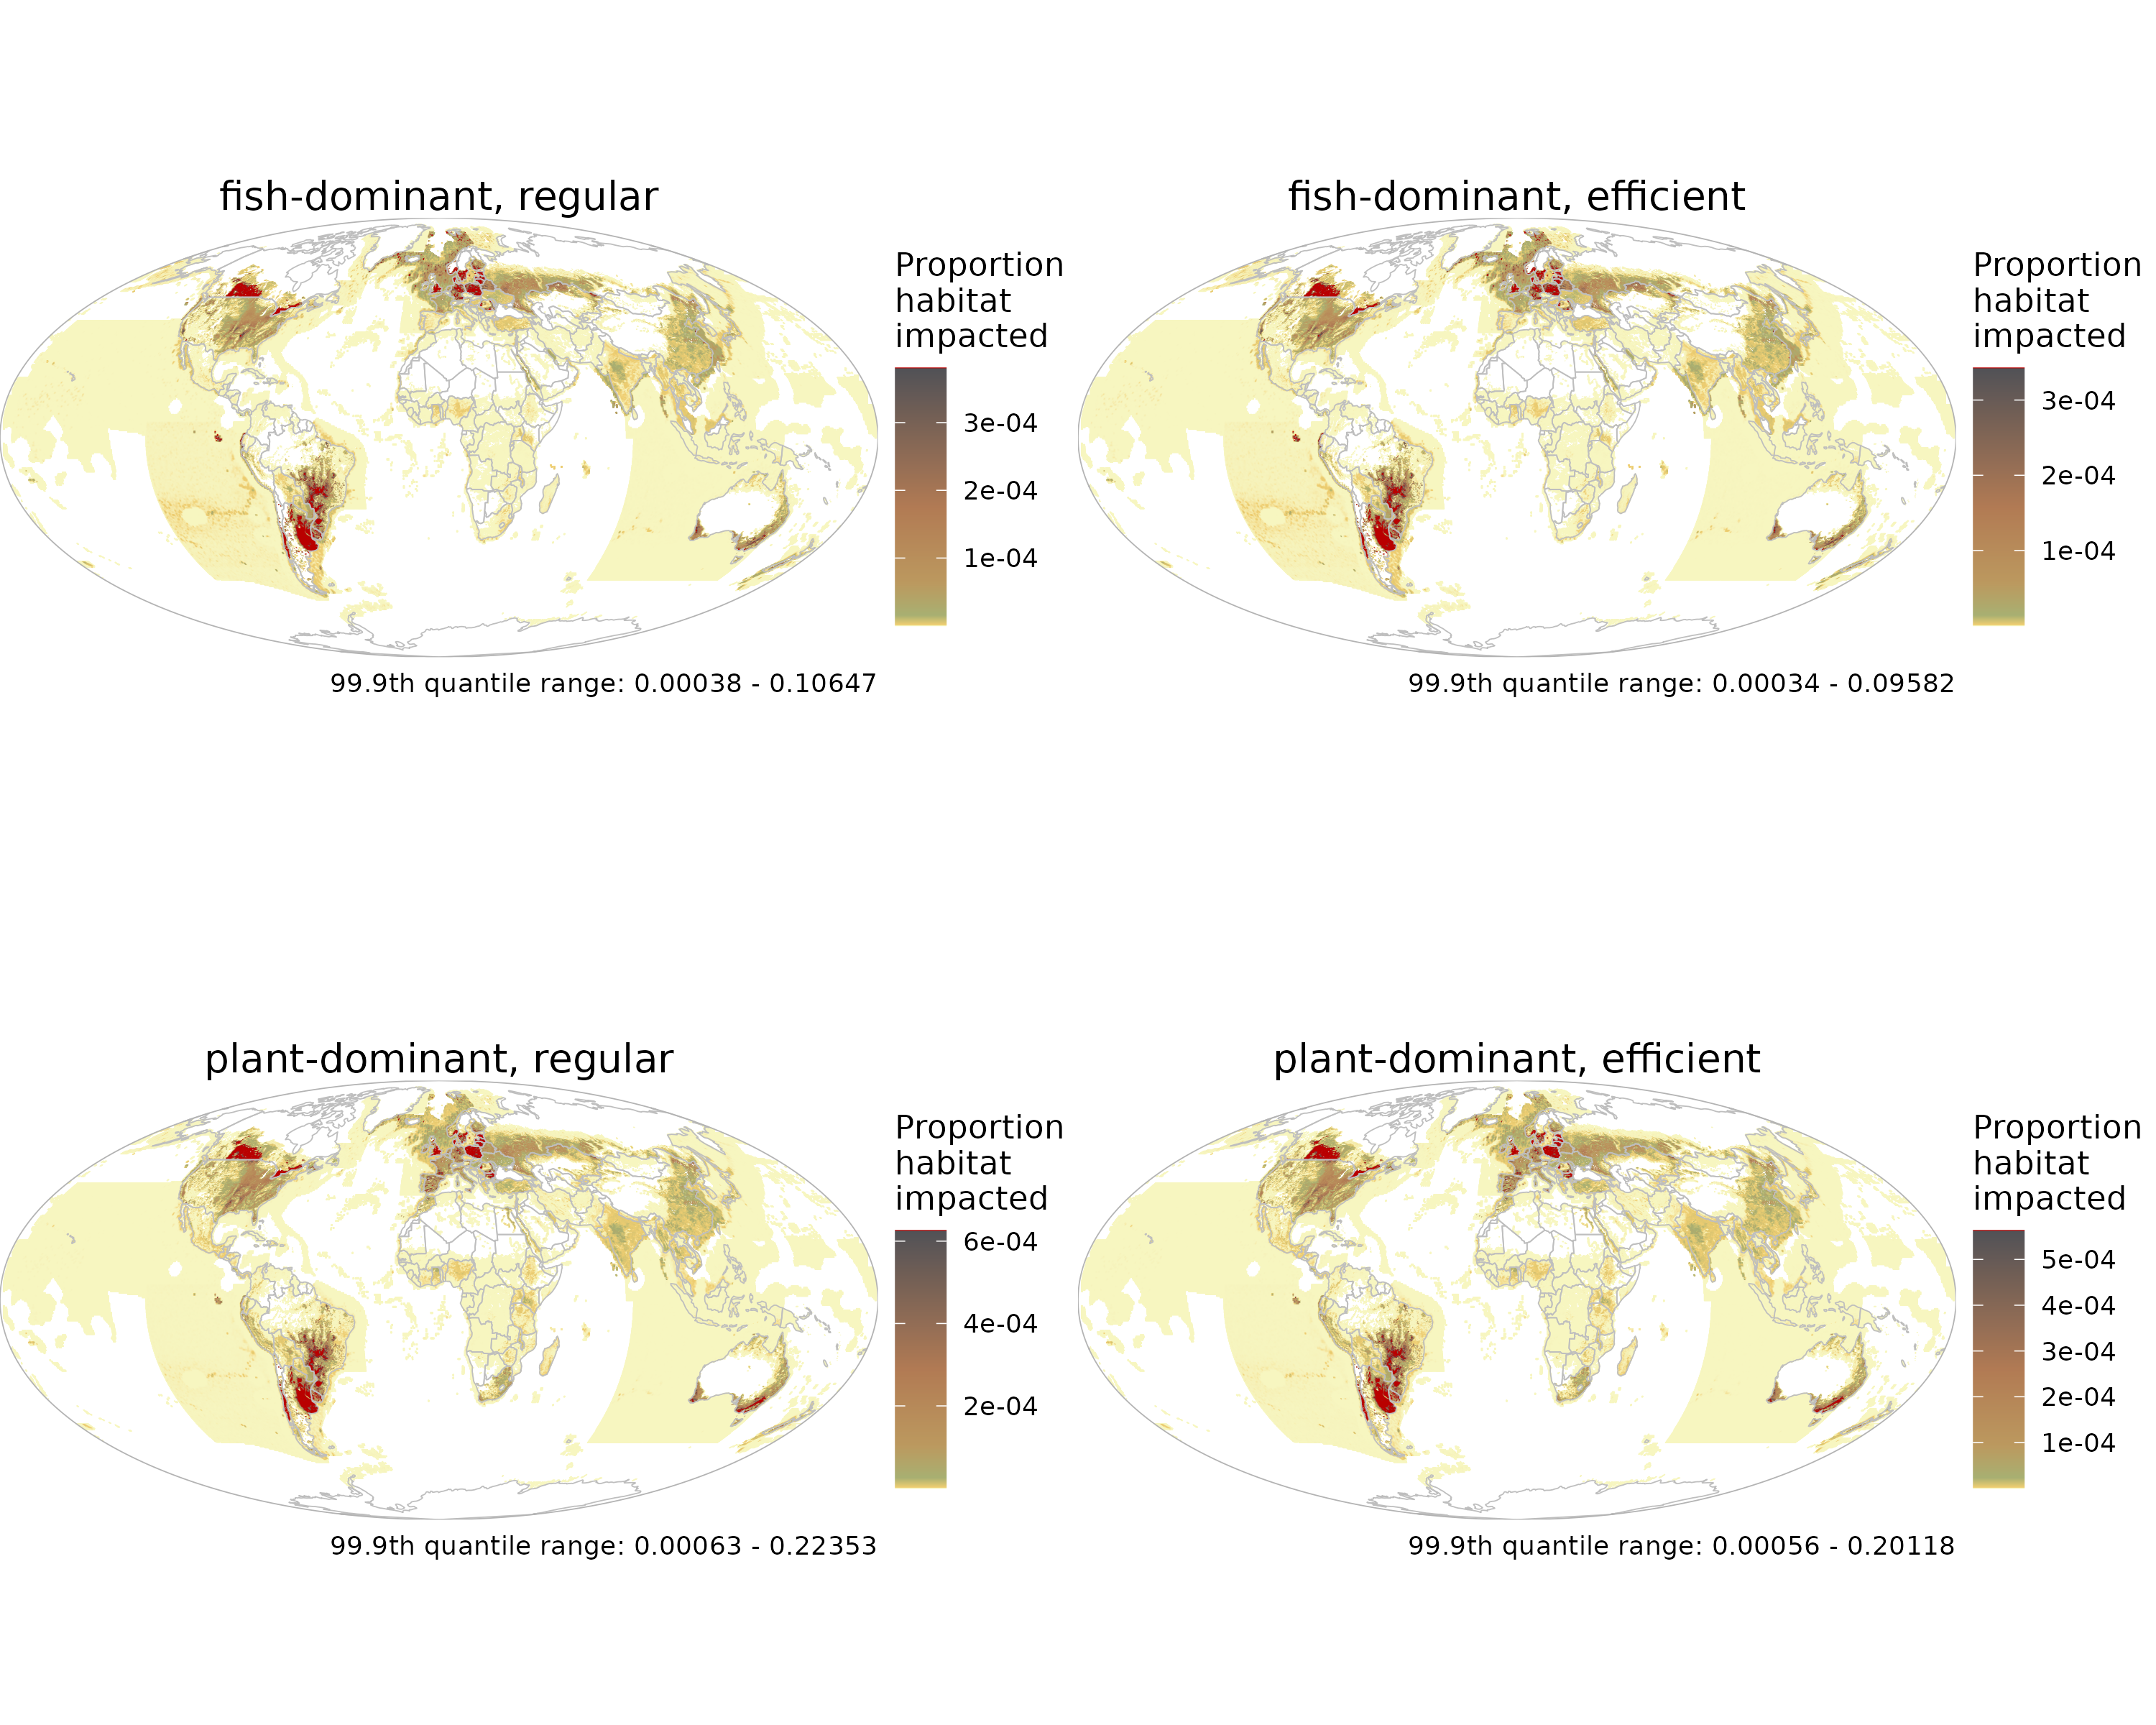 fish-dominant, regular
Proportion
habitat
impacted
3e-04
2e-04
1e-04
99.9th quantile range: 0.00038 - 0.10647
fish-dominant, efficient
Proportion
habitat
impacted
3e-04
2e-04
1e-04
99.9th quantile range: 0.00034 - 0.09582
plant-dominant, regular
Proportion
habitat
impacted
6e-04
4e-04
2e-04
99.9th quantile range: 0.00063 - 0.22353
plant-dominant, efficient
Proportion
habitat
impacted
5e-04
4e-04
3e-04
2e-04
1e-04
99.9th quantile range: 0.00056 - 0.20118